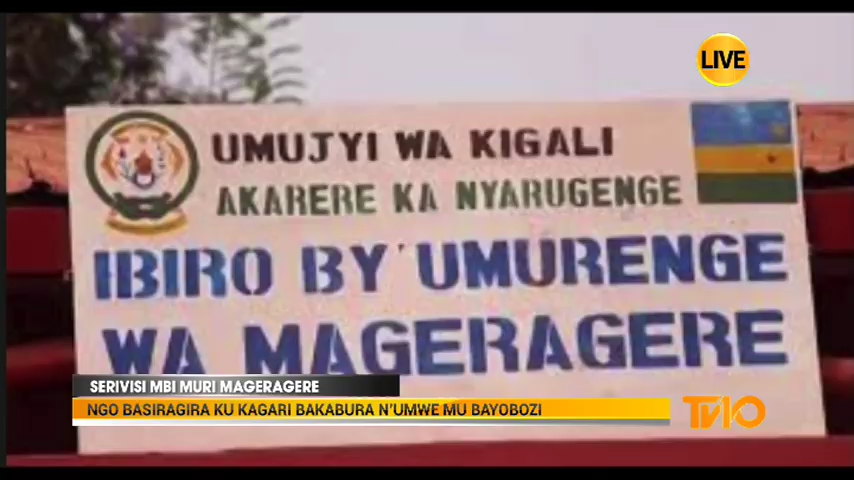 LIVE
UMUJYI WA KIGALI
AKARERE KA NYARUGENGE
IBIRO BY'UMURENGE
WA MAGERAGERE
SERIVISI MBI MURI MAGERAGERE
NGO BASIRAGIRA KU KAGARI BAKABURA N'UMWE MU BAYOBOZI
TV10